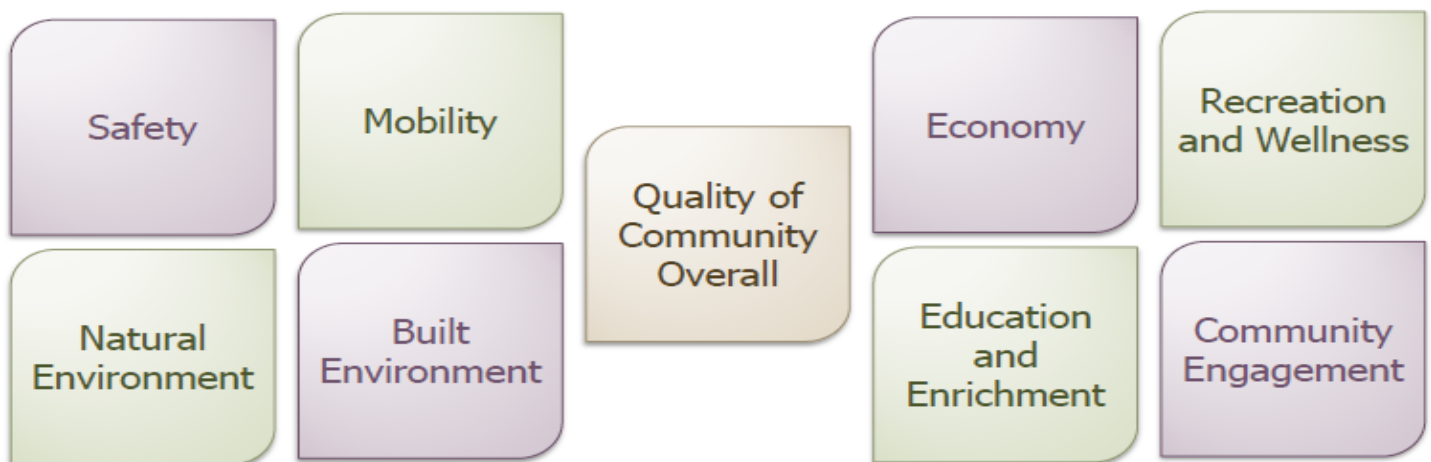 Safety
Mobility
Quality of
Community
Overall
Economy
Recreation
and Wellness
Natural
Environment
Built
Environment
Education
and
Enrichment
Community
Engagement